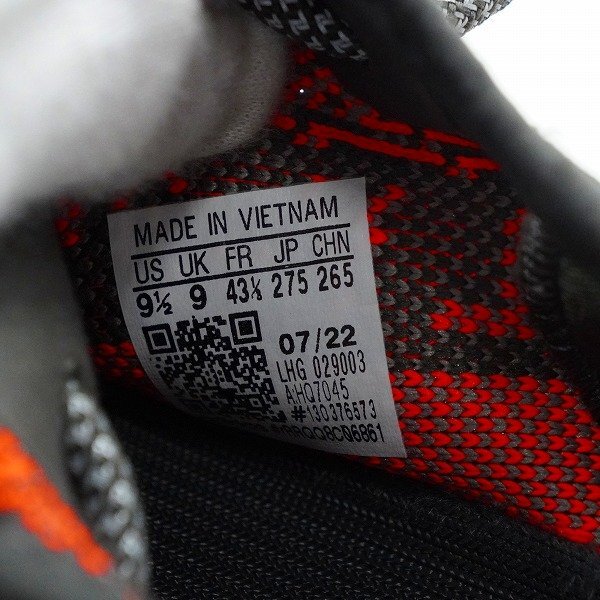 MADE IN VIETNAM
US UK FR JP CHN
9½ 9 43⅓ 275 265
07/22
LHG 029003
AHQ7045
#130376573